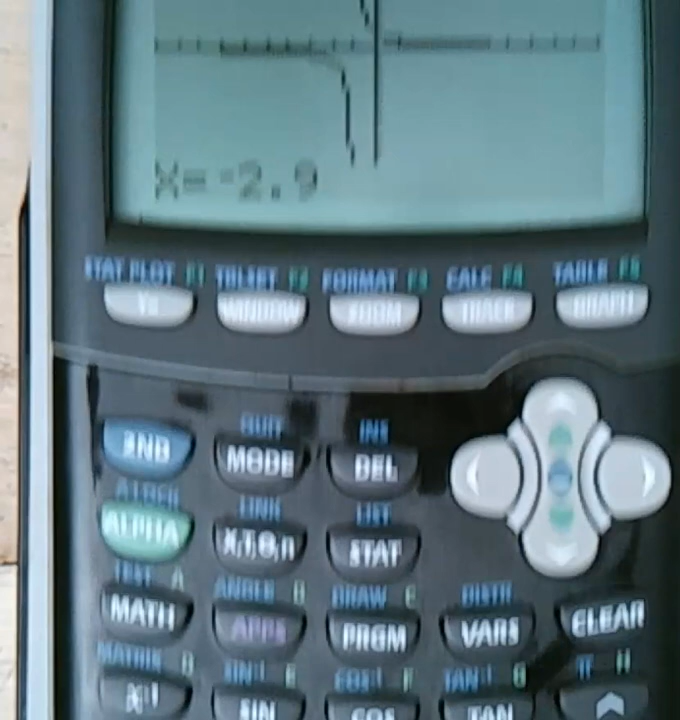 X=-2.9
STAT PLOT F1 TBLSET F2 FORMAT F3 CALC F4 TABLE F5
Y= WINDOW ZOOM TRACE GRAPH
QUIT INS
2ND MODE DEL
A-LOCK LINK LIST
ALPHA X,T,Θ,n STAT
TEST A ANGLE B DRAW C DISTR
MATH APPS PRGM VARS CLEAR
MATRIX D SIN-1 E COS-1 F TAN-1 G π H
X-1 SIN COS TAN ^